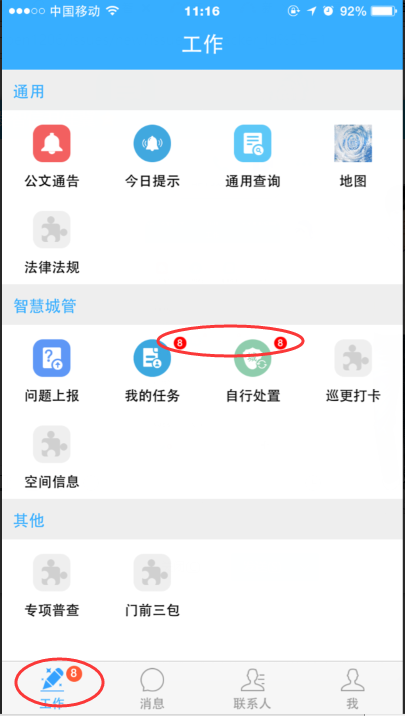 中国移动 11:16 92%
工作
通用
公文通告 今日提示 通用查询 地图
法律法规
智慧城管
8 8
问题上报 我的任务 自行处置 巡更打卡
空间信息
其他
专项普查 门前三包
8
工作 消息 联系人 我